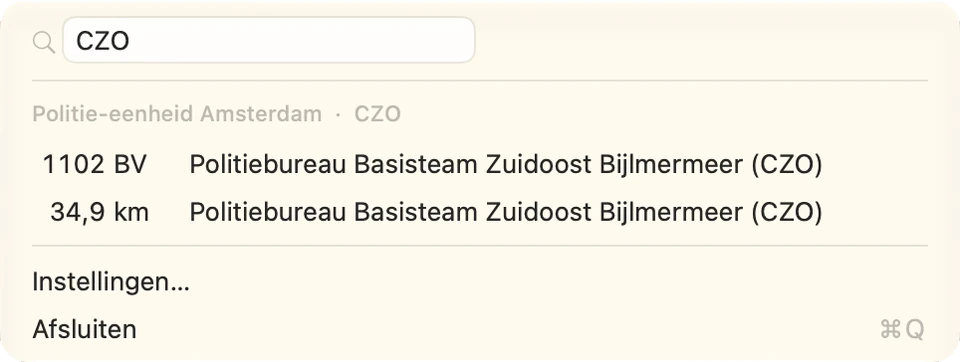 CZO
Politie-eenheid Amsterdam · CZO
1102 BV Politiebureau Basisteam Zuidoost Bijlmermeer (CZO)
34,9 km Politiebureau Basisteam Zuidoost Bijlmermeer (CZO)
Instellingen...
Afsluiten ⌘Q